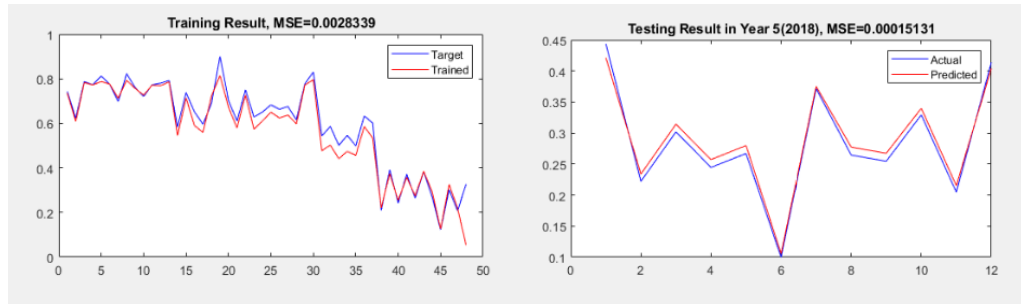 Training Result, MSE=0.0028339
1
0.8
0.6
0.4
0.2
0
0 5 10 15 20 25 30 35 40 45 50
Target
Trained
Testing Result in Year 5(2018), MSE=0.00015131
0.45
0.4
0.35
0.3
0.25
0.2
0.15
0.1
0 2 4 6 8 10 12
Actual
Predicted